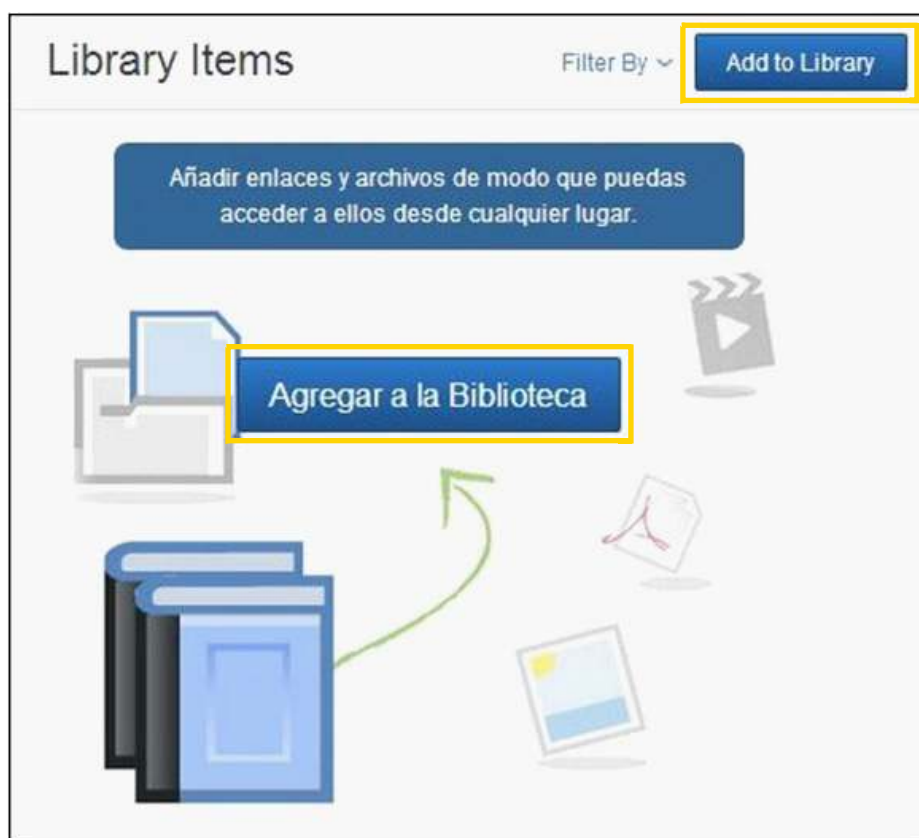 Library Items
Filter By
Add to Library
Añadir enlaces y archivos de modo que puedas
acceder a ellos desde cualquier lugar.
Agregar a la Biblioteca